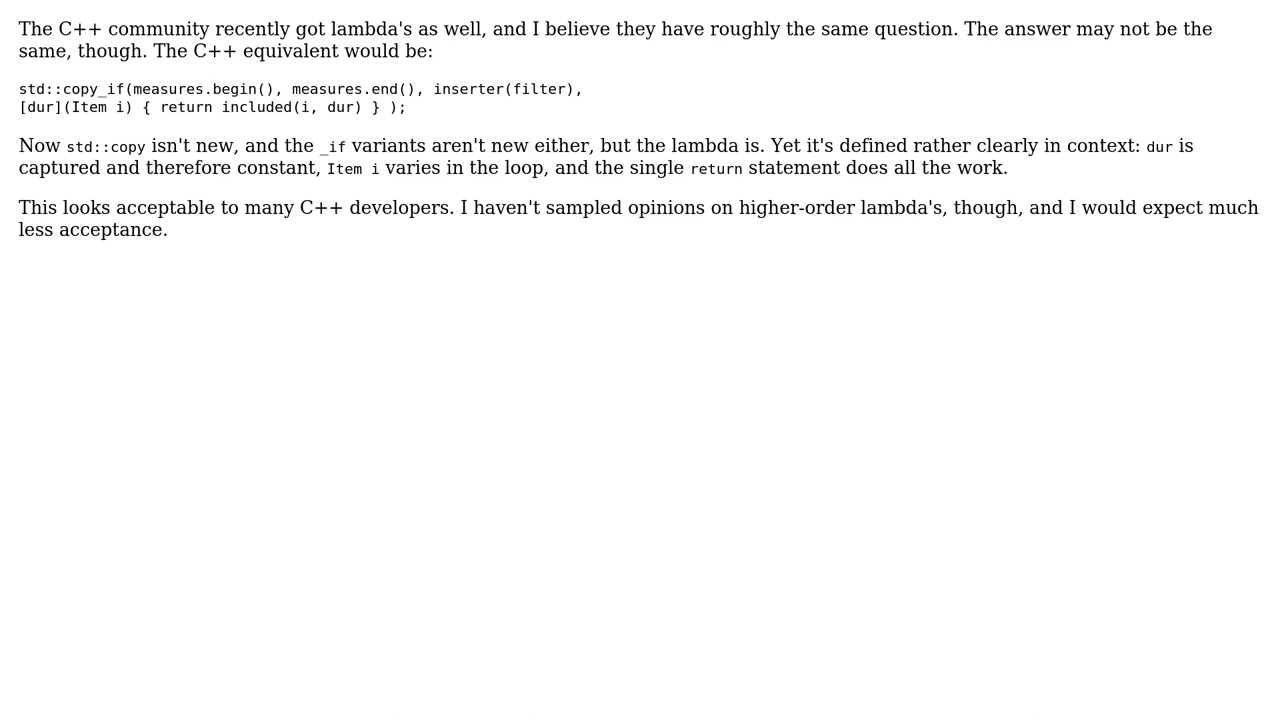 The C++ community recently got lambda's as well, and I believe they have roughly the same question. The answer may not be the
same, though. The C++ equivalent would be:
std::copy_if(measures.begin(), measures.end(), inserter(filter),
[dur](Item i) { return included(i, dur) } );
Now std::copy isn't new, and the _if variants aren't new either, but the lambda is. Yet it's defined rather clearly in context: dur is
captured and therefore constant, Item i varies in the loop, and the single return statement does all the work.
This looks acceptable to many C++ developers. I haven't sampled opinions on higher-order lambda's, though, and I would expect much
less acceptance.